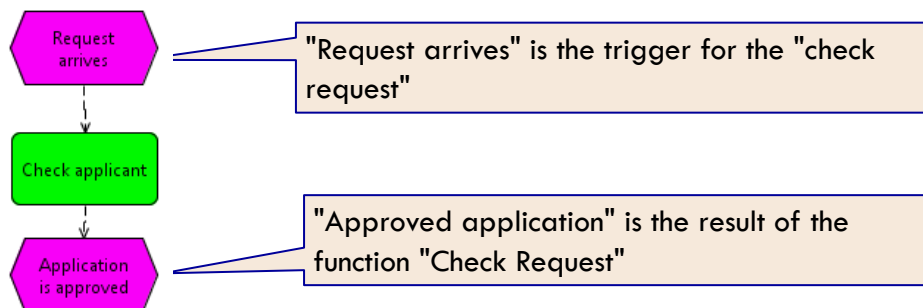 Request
arrives
"Request arrives" is the trigger for the "check
request"
Check applicant
"Approved application" is the result of the
function "Check Request"
Application
is approved